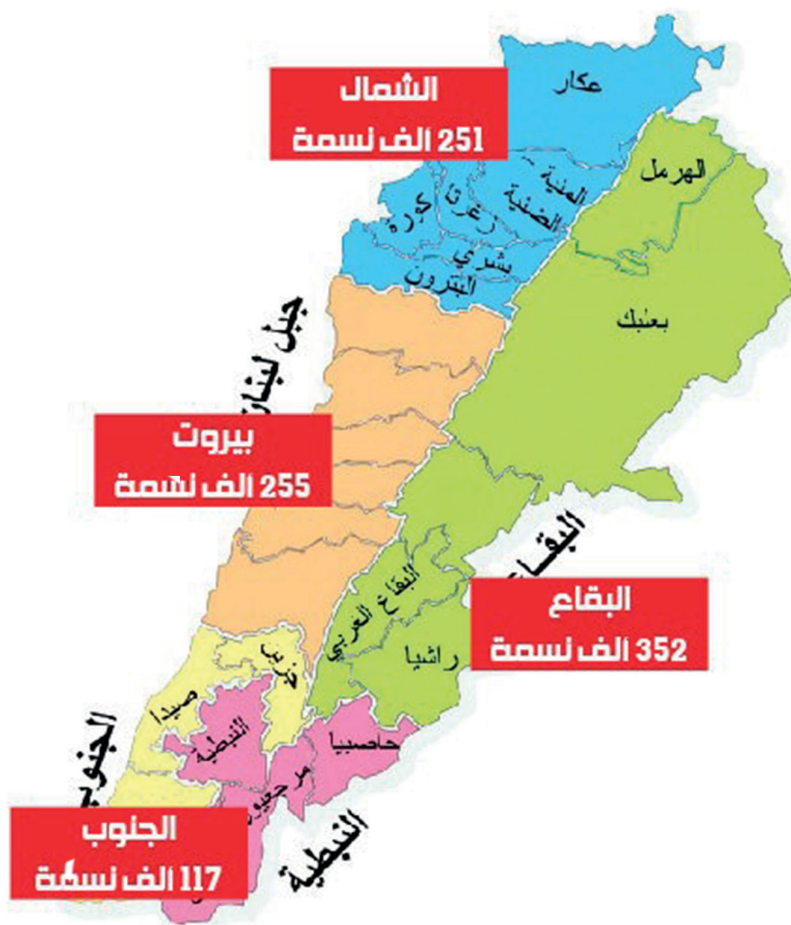 عكار
الشمال
251 الف نسمة
الهرمل
المنية
الضنية
زغرتا
كورة
بشري
البترون
بعلبك
جبل لبنان
بيروت
255 الف نسمة
البقاع
البقاع الغربي
البقاع
352 الف نسمة
راشيا
جزين
صيدا
النبطية
حاصبيا
مرجعيون
الجنوب
الجنوب
117 الف نسمة
النبطية